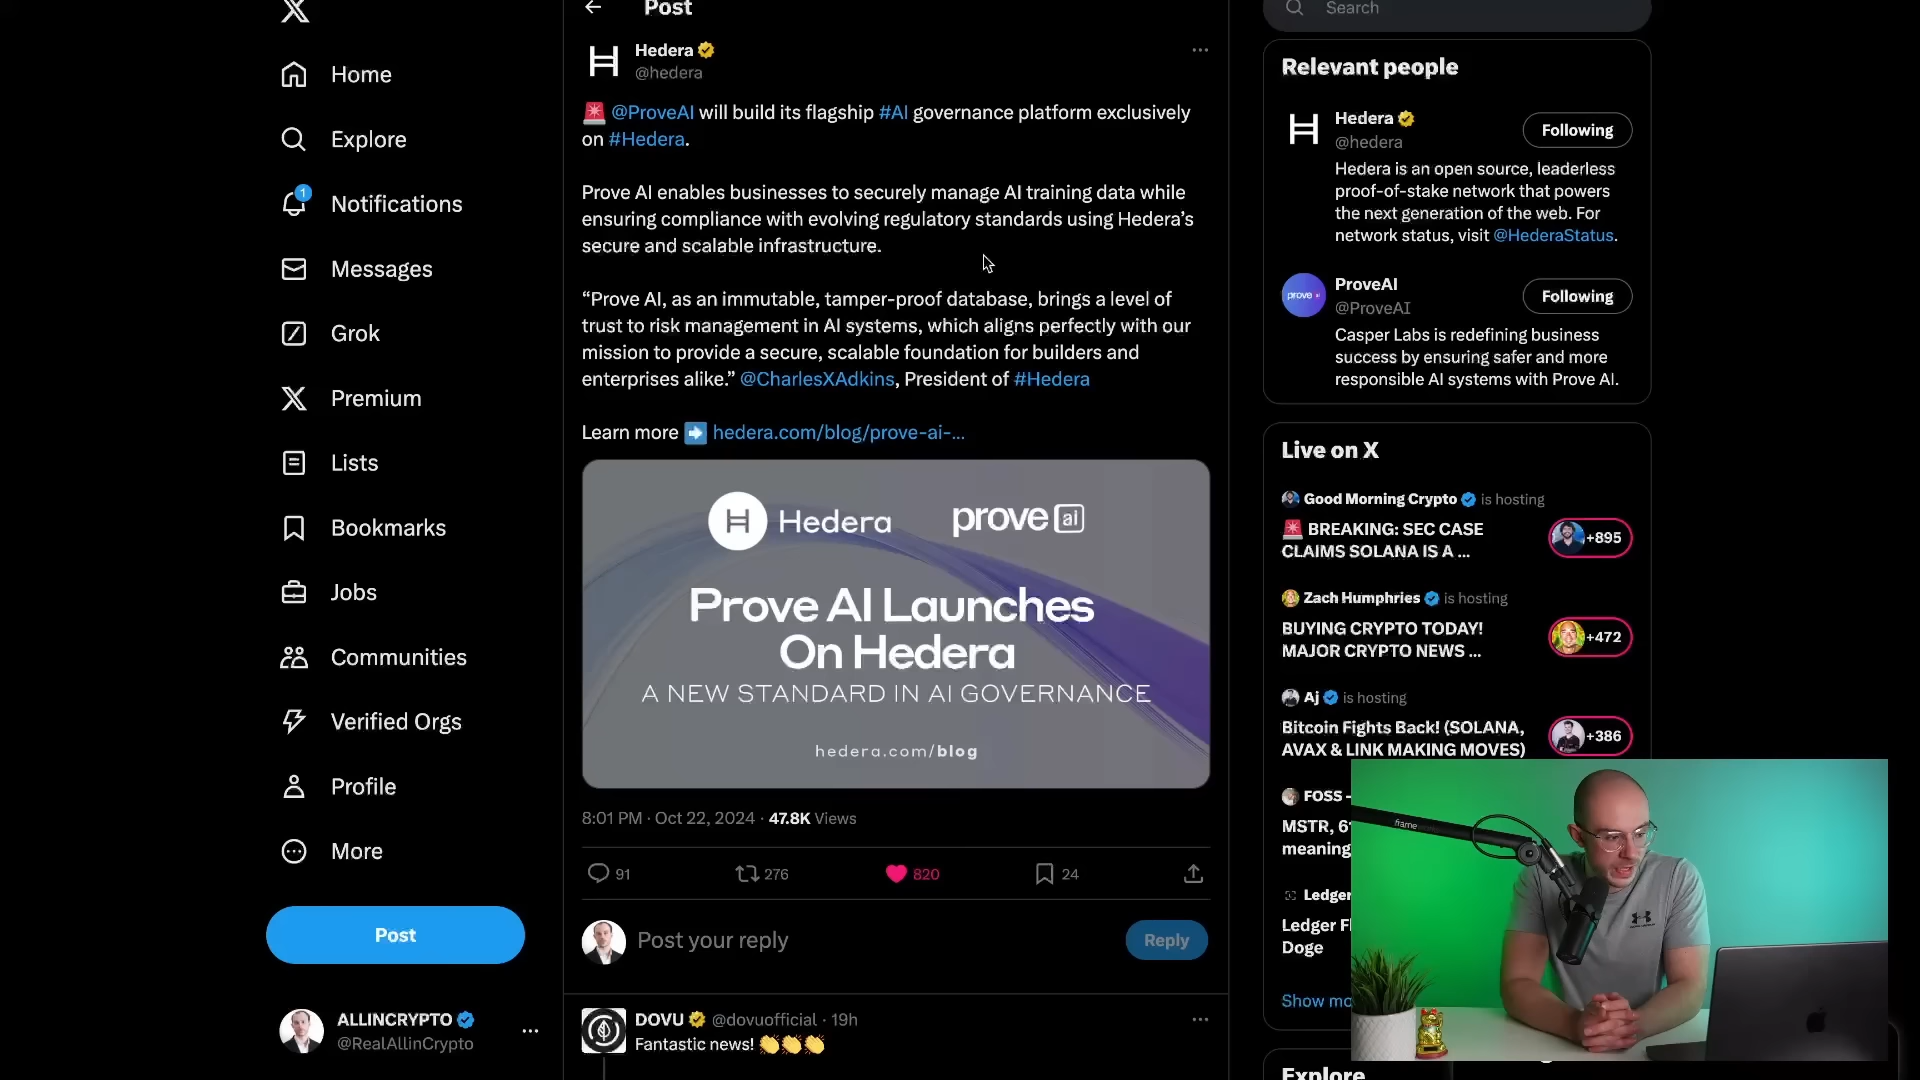 Home
Explore
1
Notifications
Messages
Grok
Premium
Lists
Bookmarks
Jobs
Communities
Verified Orgs
Profile
More
Post
ALLINCRYPTO
@RealAllinCrypto
Post
Hedera
@hedera
🚨 @ProveAI will build its flagship #AI governance platform exclusively
on #Hedera.
Prove AI enables businesses to securely manage AI training data while
ensuring compliance with evolving regulatory standards using Hedera's
secure and scalable infrastructure.
“Prove AI, as an immutable, tamper-proof database, brings a level of
trust to risk management in AI systems, which aligns perfectly with our
mission to provide a secure, scalable foundation for builders and
enterprises alike.” @CharlesXAdkins, President of #Hedera
Learn more ➡️ hedera.com/blog/prove-ai-...
Hedera
prove ai
Prove AI Launches
On Hedera
A NEW STANDARD IN AI GOVERNANCE
hedera.com/blog
8:01 PM · Oct 22, 2024 · 47.8K Views
91
276
820
24
Post your reply
Reply
DOVU @dovuofficial · 19h
Fantastic news! 👏👏👏
Search
Relevant people
Hedera
@hedera
Following
Hedera is an open source, leaderless
proof-of-stake network that powers
the next generation of the web. For
network status, visit @HederaStatus.
prove ai
ProveAI
@ProveAI
Following
Casper Labs is redefining business
success by ensuring safer and more
responsible AI systems with Prove AI.
Live on X
Good Morning Crypto is hosting
🚨 BREAKING: SEC CASE
CLAIMS SOLANA IS A ...
+895
Zach Humphries is hosting
BUYING CRYPTO TODAY!
MAJOR CRYPTO NEWS ...
+472
Aj is hosting
Bitcoin Fights Back! (SOLANA,
AVAX & LINK MAKING MOVES)
+386
FOSS -
MSTR, 6
meaning
Ledger
Ledger F
Doge
Show mo
Explore
frame